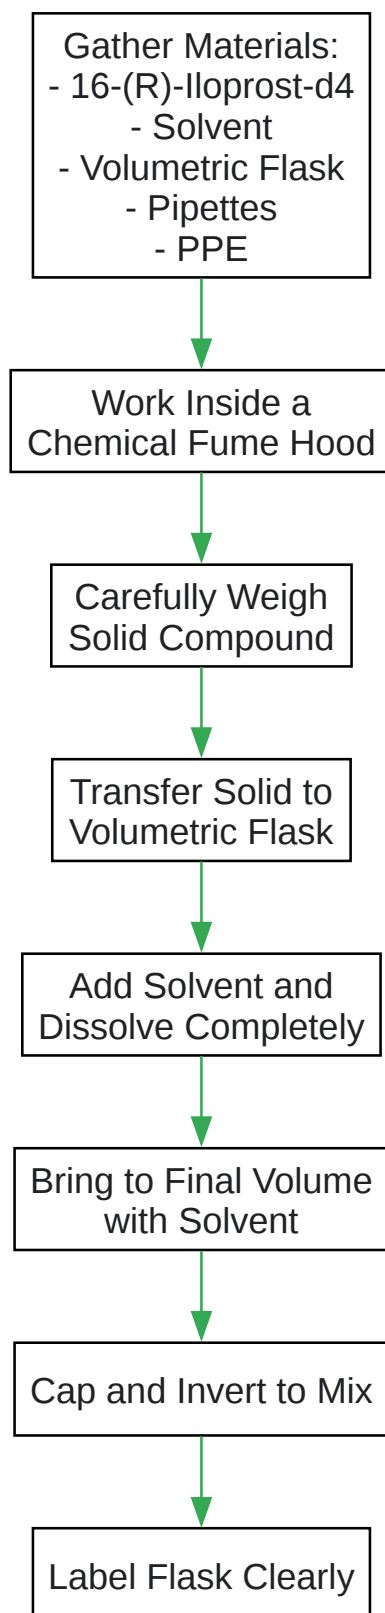 Gather Materials:
- 16-(R)-Iloprost-d4
- Solvent
- Volumetric Flask
- Pipettes
- PPE
Work Inside a
Chemical Fume Hood
Carefully Weigh
Solid Compound
Transfer Solid to
Volumetric Flask
Add Solvent and
Dissolve Completely
Bring to Final Volume
with Solvent
Cap and Invert to Mix
Label Flask Clearly